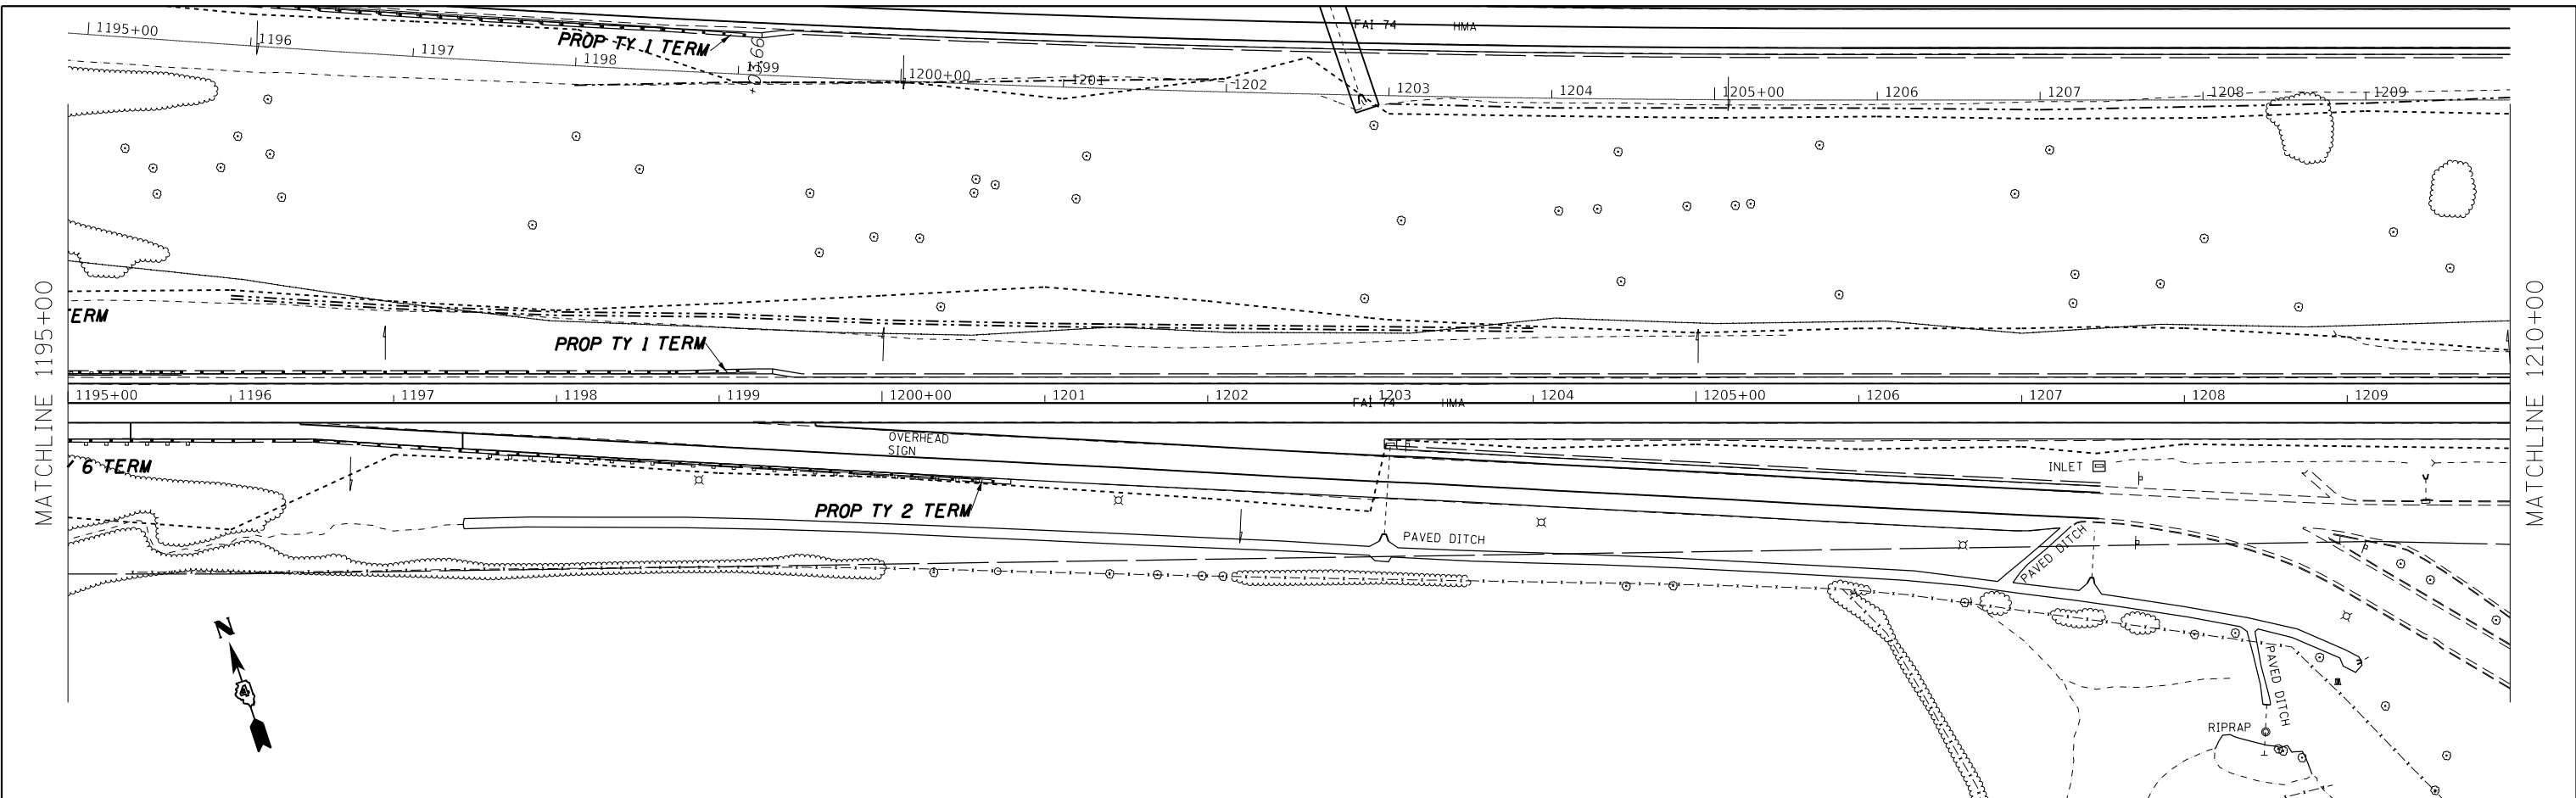 FAI 74 HMA
1195+00 1196 1197 1198 1199 1200+00 1201 1202 1203 1204 1205+00 1206 1207 1208 1209
PROP TY 1 TERM
+23.66
MATCHLINE 1195+00
MATCHLINE 1210+00
TERM
PROP TY 1 TERM
1195+00 1196 1197 1198 1199 1200+00 1201 1202 1203 1204 1205+00 1206 1207 1208 1209
FAI 74 HMA
OVERHEAD
SIGN
6 TERM
INLET
PROP TY 2 TERM
PAVED DITCH
PAVED DITCH
N
4
PAVED DITCH
RIPRAP